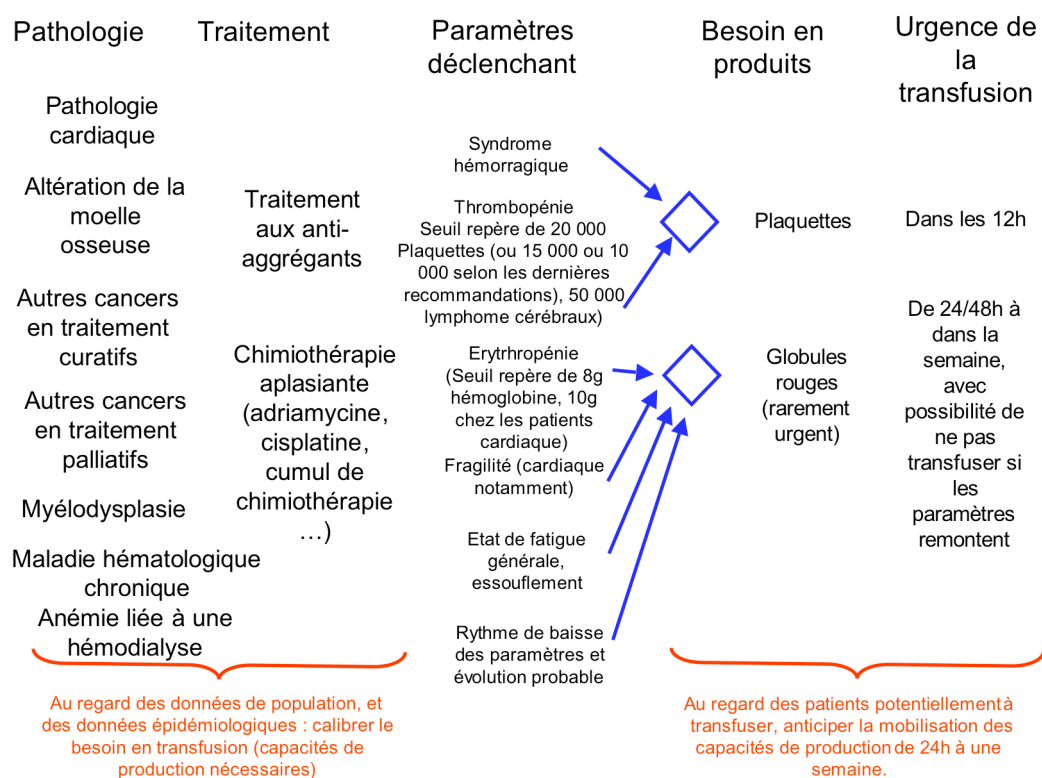 Pathologie
Traitement
Paramètres
déclenchant
Besoin en
produits
Urgence de
la
transfusion
Pathologie
cardiaque
Altération de la
moelle
osseuse
Autres cancers
en traitement
curatifs
Autres cancers
en traitement
palliatifs
Myélodysplasie
Maladie hématologique
chronique
Anémie liée à une
hémodialyse
Traitement
aux anti-
aggrégants
Chimiothérapie
aplasiante
(adriamycine,
cisplatine,
cumul de
chimiothérapie
…)
Syndrome
hémorragique
Thrombopénie
Seuil repère de 20 000
Plaquettes (ou 15 000 ou 10
000 selon les dernières
recommandations), 50 000
lymphome cérébraux)
Erytrhropénie
(Seuil repère de 8g
hémoglobine, 10g
chez les patients
cardiaque)
Fragilité (cardiaque
notamment)
Etat de fatigue
générale,
essouflement
Rythme de baisse
des paramètres et
évolution probable
Plaquettes
Globules
rouges
(rarement
urgent)
Dans les 12h
De 24/48h à
dans la
semaine,
avec
possibilité de
ne pas
transfuser si
les
paramètres
remontent
Au regard des données de population, et
des données épidémiologiques : calibrer le
besoin en transfusion (capacités de
production nécessaires)
Au regard des patients potentiellement à
transfuser, anticiper la mobilisation des
capacités de production de 24h à une
semaine.